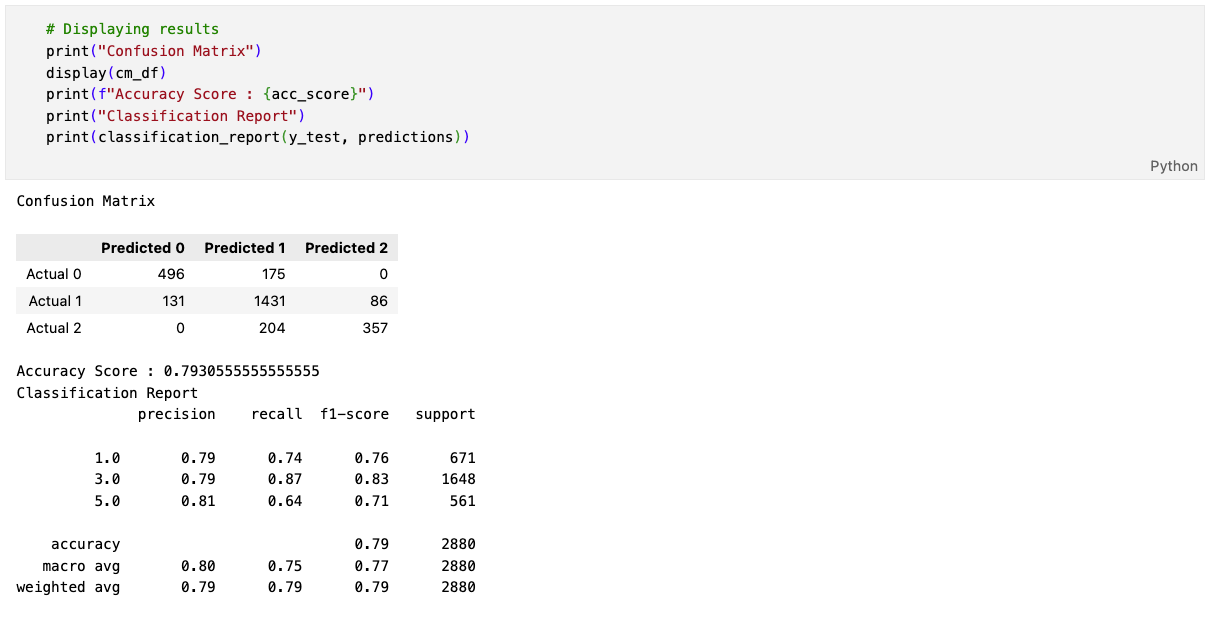 # Displaying results
print("Confusion Matrix")
display(cm_df)
print(f"Accuracy Score : {acc_score}")
print("Classification Report")
print(classification_report(y_test, predictions))
Python
Confusion Matrix
Predicted 0 Predicted 1 Predicted 2
Actual 0 496 175 0
Actual 1 131 1431 86
Actual 2 0 204 357
Accuracy Score : 0.7930555555555555
Classification Report
precision recall f1-score support
1.0 0.79 0.74 0.76 671
3.0 0.79 0.87 0.83 1648
5.0 0.81 0.64 0.71 561
accuracy 0.79 2880
macro avg 0.80 0.75 0.77 2880
weighted avg 0.79 0.79 0.79 2880